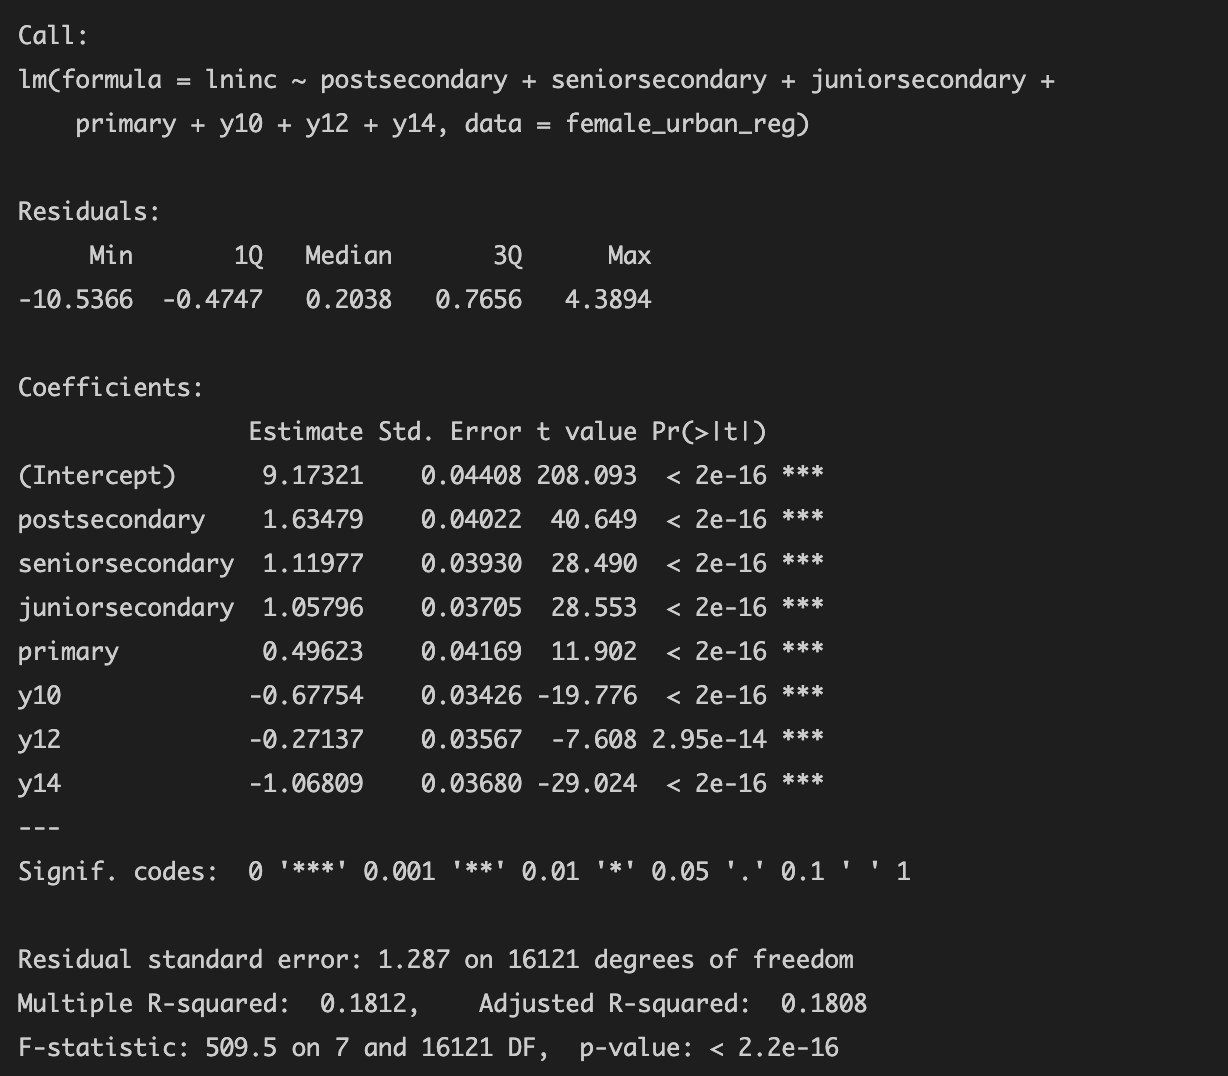 Call:
lm(formula = lninc ~ postsecondary + seniorsecondary + juniorsecondary +
    primary + y10 + y12 + y14, data = female_urban_reg)

Residuals:
     Min       1Q   Median       3Q      Max
-10.5366  -0.4747   0.2038   0.7656   4.3894

Coefficients:
                Estimate Std. Error t value Pr(>|t|)
(Intercept)      9.17321    0.04408 208.093  < 2e-16 ***
postsecondary    1.63479    0.04022  40.649  < 2e-16 ***
seniorsecondary  1.11977    0.03930  28.490  < 2e-16 ***
juniorsecondary  1.05796    0.03705  28.553  < 2e-16 ***
primary          0.49623    0.04169  11.902  < 2e-16 ***
y10             -0.67754    0.03426 -19.776  < 2e-16 ***
y12             -0.27137    0.03567  -7.608 2.95e-14 ***
y14             -1.06809    0.03680 -29.024  < 2e-16 ***
---
Signif. codes:  0 '***' 0.001 '**' 0.01 '*' 0.05 '.' 0.1 ' ' 1

Residual standard error: 1.287 on 16121 degrees of freedom
Multiple R-squared:  0.1812,    Adjusted R-squared:  0.1808
F-statistic: 509.5 on 7 and 16121 DF,  p-value: < 2.2e-16